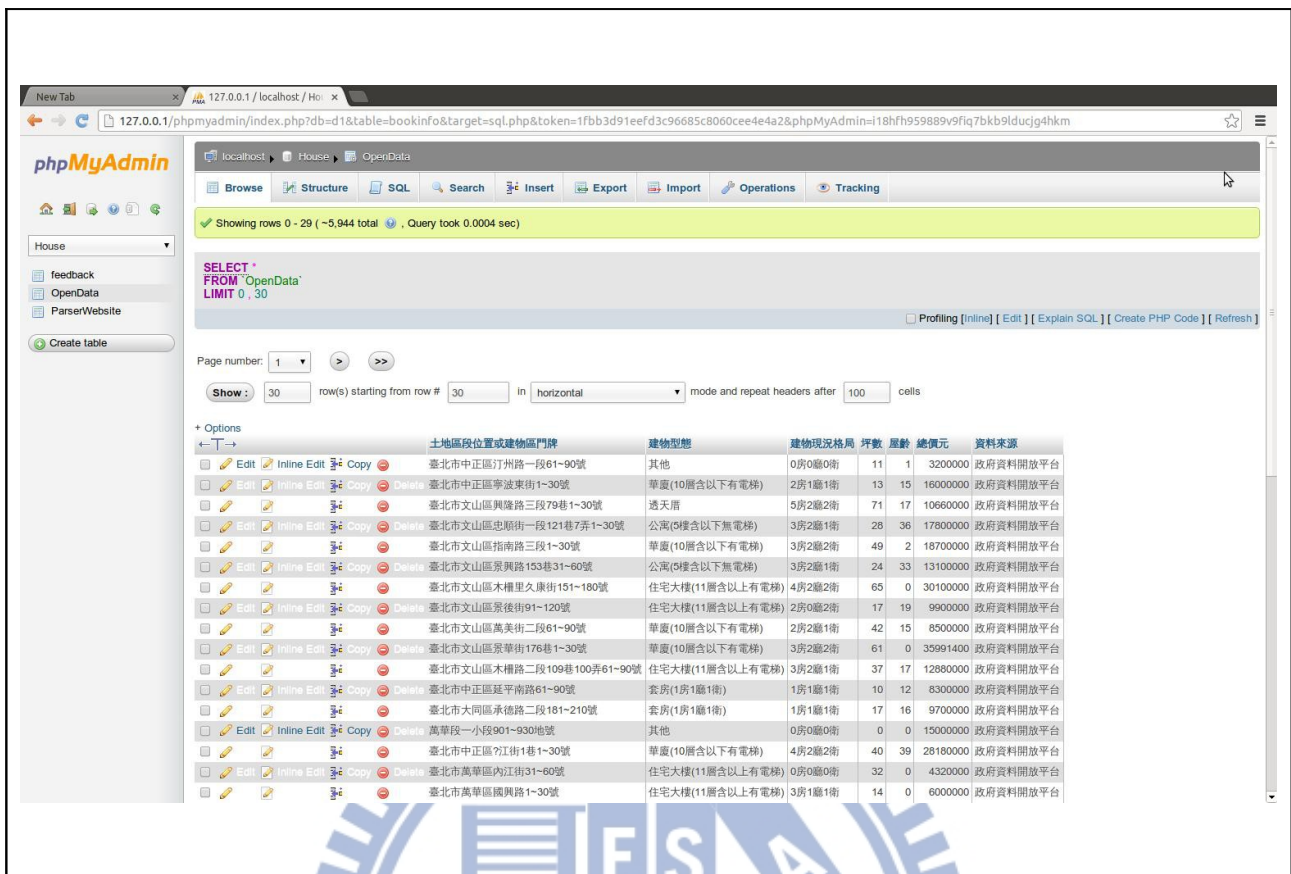 New Tab
127.0.0.1 / localhost / Ho
127.0.0.1/phpmyadmin/index.php?db=d1&table=bookinfo&target=sql.php&token=1fbb3d91eefd3c96685c8060cee4e4a2&phpMyAdmin=i18hfh959889v9fiq7bkb9lducjg4hkm
phpMyAdmin
House
feedback
OpenData
ParserWebsite
Create table
localhost House OpenData
Browse Structure SQL Search Insert Export Import Operations Tracking
Showing rows 0 - 29 ( ~5,944 total , Query took 0.0004 sec)
SELECT *
FROM `OpenData`
LIMIT 0 , 30
Profiling [Inline] [ Edit ] [ Explain SQL ] [ Create PHP Code ] [ Refresh ]
Page number: 1 > >>
Show : 30 row(s) starting from row # 30 in horizontal mode and repeat headers after 100 cells
+ Options
←T→ 土地區段位置或建物區門牌 建物型態 建物現況格局 坪數 屋齡 總價元 資料來源
Edit Inline Edit Copy 臺北市中正區汀州路一段61~90號 其他 0房0廳0衛 11 1 3200000 政府資料開放平台
Edit Inline Edit Copy Delete 臺北市中正區寧波東街1~30號 華廈(10層含以下有電梯) 2房1廳1衛 13 15 16000000 政府資料開放平台
臺北市文山區興隆路三段79巷1~30號 透天厝 5房2廳2衛 71 17 10660000 政府資料開放平台
Edit Inline Edit Copy Delete 臺北市文山區忠順街一段121巷7弄1~30號 公寓(5樓含以下無電梯) 3房2廳1衛 28 36 17800000 政府資料開放平台
臺北市文山區指南路三段1~30號 華廈(10層含以下有電梯) 3房2廳2衛 49 2 18700000 政府資料開放平台
Edit Inline Edit Copy Delete 臺北市文山區景興路153巷31~60號 公寓(5樓含以下無電梯) 3房2廳1衛 24 33 13100000 政府資料開放平台
臺北市文山區木柵里久康街151~180號 住宅大樓(11層含以上有電梯) 4房2廳2衛 65 0 30100000 政府資料開放平台
Edit Inline Edit Copy Delete 臺北市文山區景後街91~120號 住宅大樓(11層含以上有電梯) 2房0廳2衛 17 19 9900000 政府資料開放平台
臺北市文山區萬美街二段61~90號 華廈(10層含以下有電梯) 2房2廳1衛 42 15 8500000 政府資料開放平台
Edit Inline Edit Copy Delete 臺北市文山區景華街176巷1~30號 華廈(10層含以下有電梯) 3房2廳2衛 61 0 35991400 政府資料開放平台
臺北市文山區木柵路二段109巷100弄61~90號 住宅大樓(11層含以上有電梯) 3房2廳1衛 37 17 12880000 政府資料開放平台
Edit Inline Edit Copy Delete 臺北市中正區延平南路61~90號 套房(1房1廳1衛) 1房1廳1衛 10 12 8300000 政府資料開放平台
臺北市大同區承德路二段181~210號 套房(1房1廳1衛) 1房1廳1衛 17 16 9700000 政府資料開放平台
Edit Inline Edit Copy Delete 萬華段一小段901~930地號 其他 0房0廳0衛 0 0 15000000 政府資料開放平台
臺北市中正區?江街1巷1~30號 華廈(10層含以下有電梯) 4房2廳2衛 40 39 28180000 政府資料開放平台
Edit Inline Edit Copy Delete 臺北市萬華區內江街31~60號 住宅大樓(11層含以上有電梯) 0房0廳0衛 32 0 4320000 政府資料開放平台
臺北市萬華區國興路1~30號 住宅大樓(11層含以上有電梯) 3房1廳1衛 14 0 6000000 政府資料開放平台
ESA